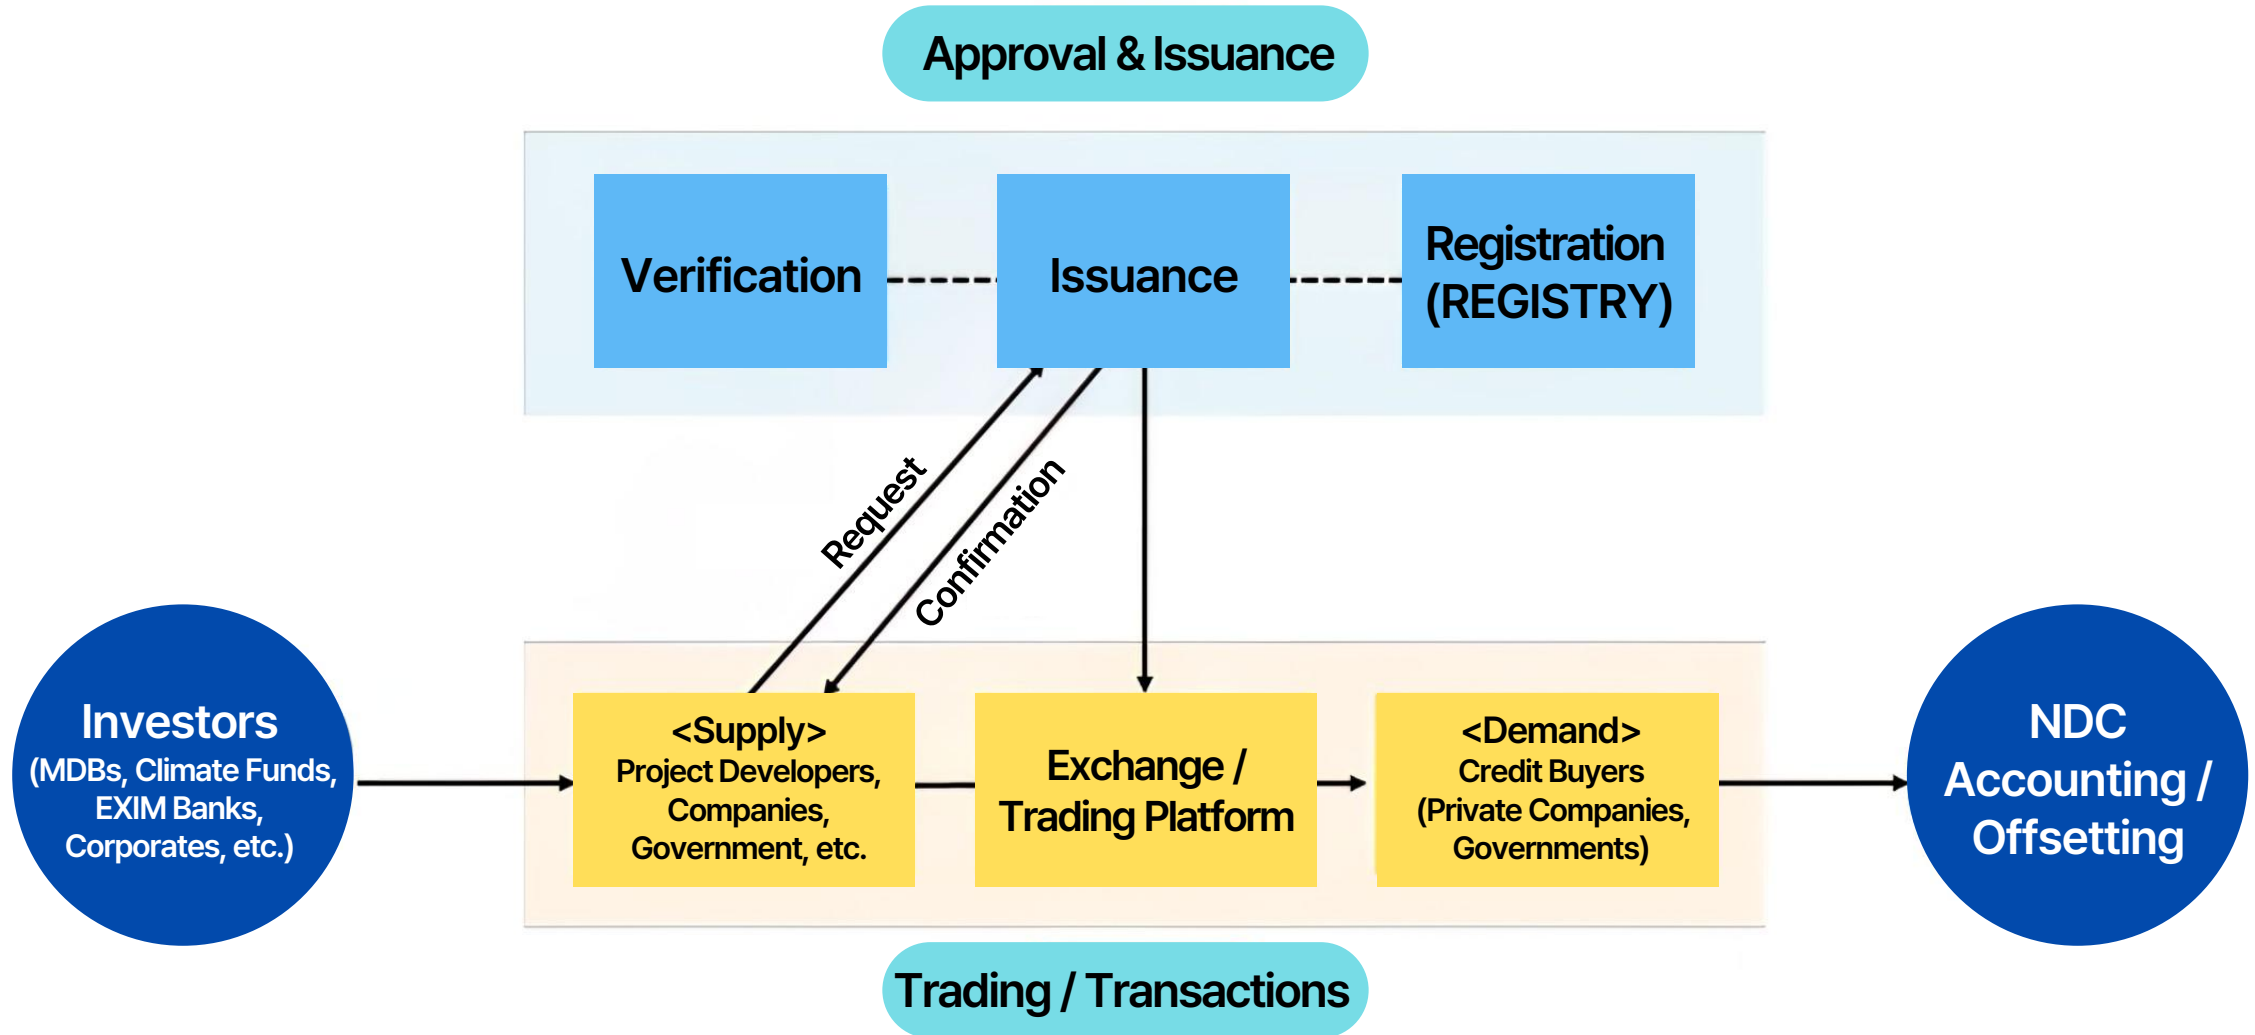 Approval & Issuance
Verification
Issuance
Registration
(REGISTRY)
Request
Confirmation
Investors
(MDBs, Climate Funds,
EXIM Banks,
Corporates, etc.)
<Supply>
Project Developers,
Companies,
Government, etc.
Exchange /
Trading Platform
<Demand>
Credit Buyers
(Private Companies,
Governments)
NDC
Accounting /
Offsetting
Trading / Transactions